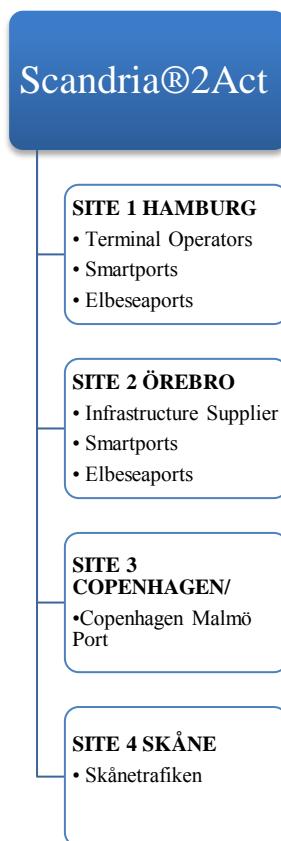 Scandria®2Act
SITE 1 HAMBURG
• Terminal Operators
• Smartports
• Elbeseaports
SITE 2 ÖREBRO
• Infrastructure Supplier
• Smartports
• Elbeseaports
SITE 3
COPENHAGEN/
•Copenhagen Malmö
Port
SITE 4 SKÅNE
• Skånetrafiken